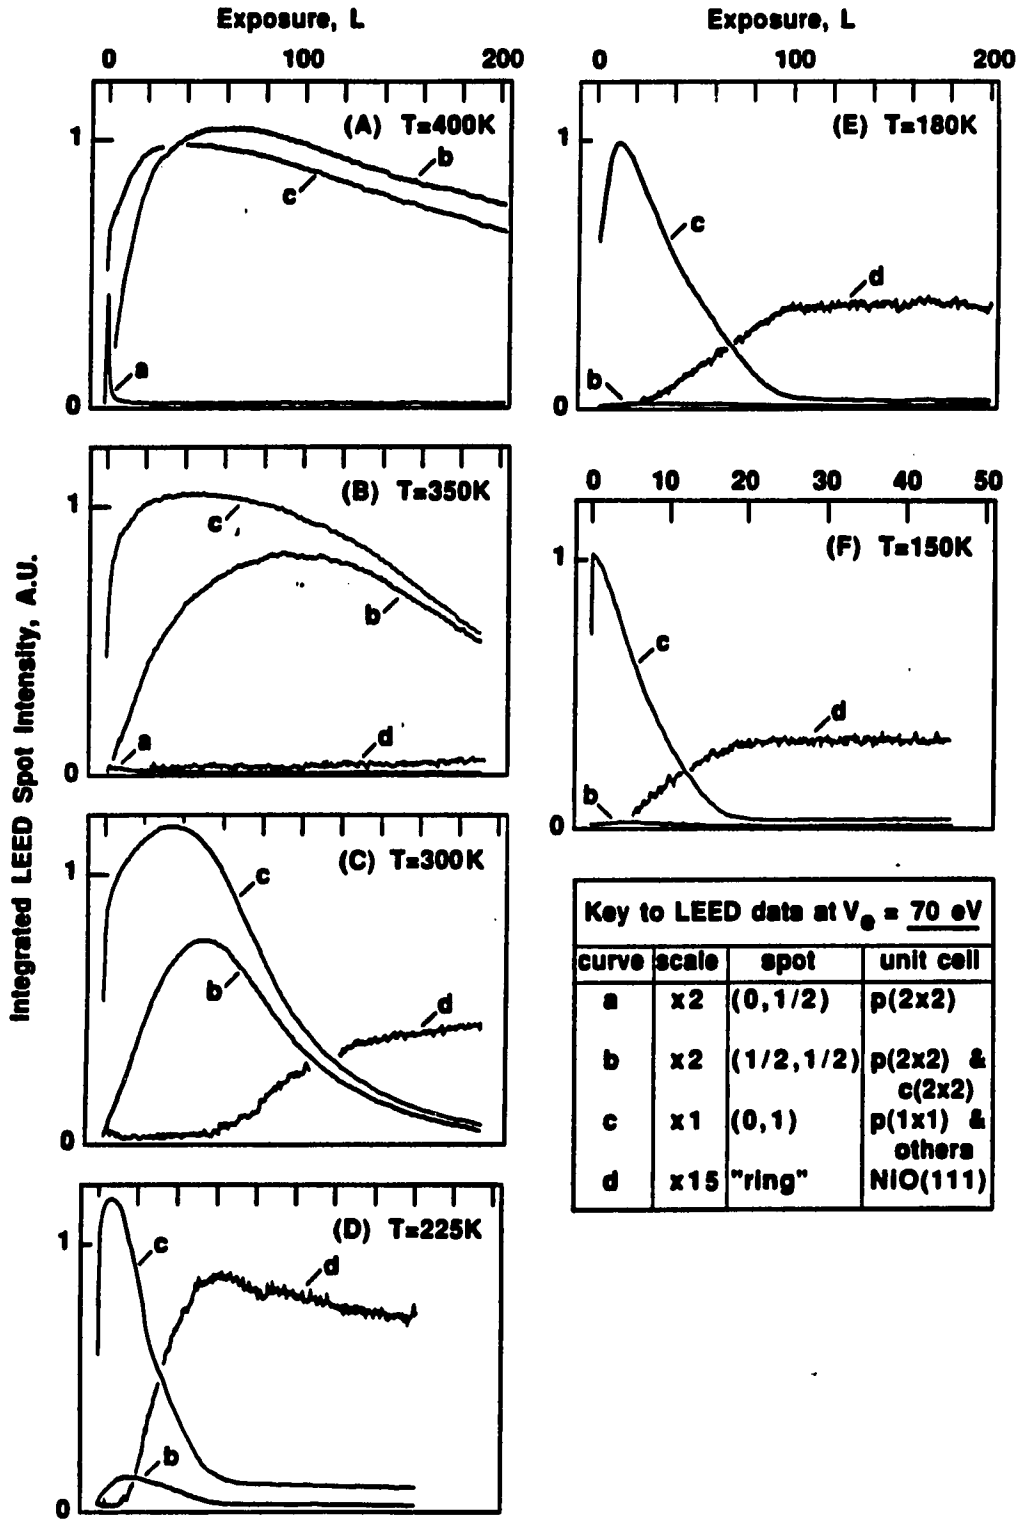 Exposure, L
0 100 200
(A) T=400K
1
b
c
a
0
(B) T=350K
1
c
b
a
d
0
(C) T=300K
1
c
b
d
0
(D) T=225K
1
c
d
b
0
Integrated LEED Spot Intensity, A.U.
Exposure, L
0 100 200
(E) T=180K
1
c
d
b
0
0 10 20 30 40 50
(F) T=150K
1
c
d
b
0
Key to LEED data at Ve = 70 eV
curve scale spot unit cell
a x2 (0,1/2) p(2x2)
b x2 (1/2,1/2) p(2x2) &
c(2x2)
c x1 (0,1) p(1x1) &
others
d x15 "ring" NiO(111)